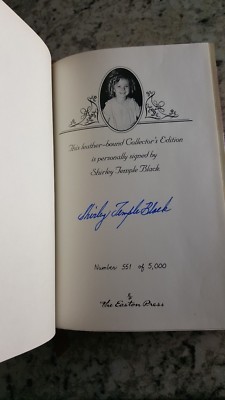 This leather-bound Collector's Edition
is personally signed by
Shirley Temple Black
Shirley Temple Black
Number 551 of 5,000
The Easton Press